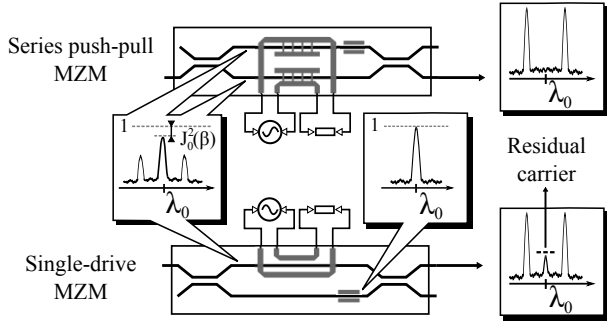 Series push-pull
MZM
λ₀
1
J₀²(β)
λ₀
1
λ₀
Residual
carrier
Single-drive
MZM
λ₀